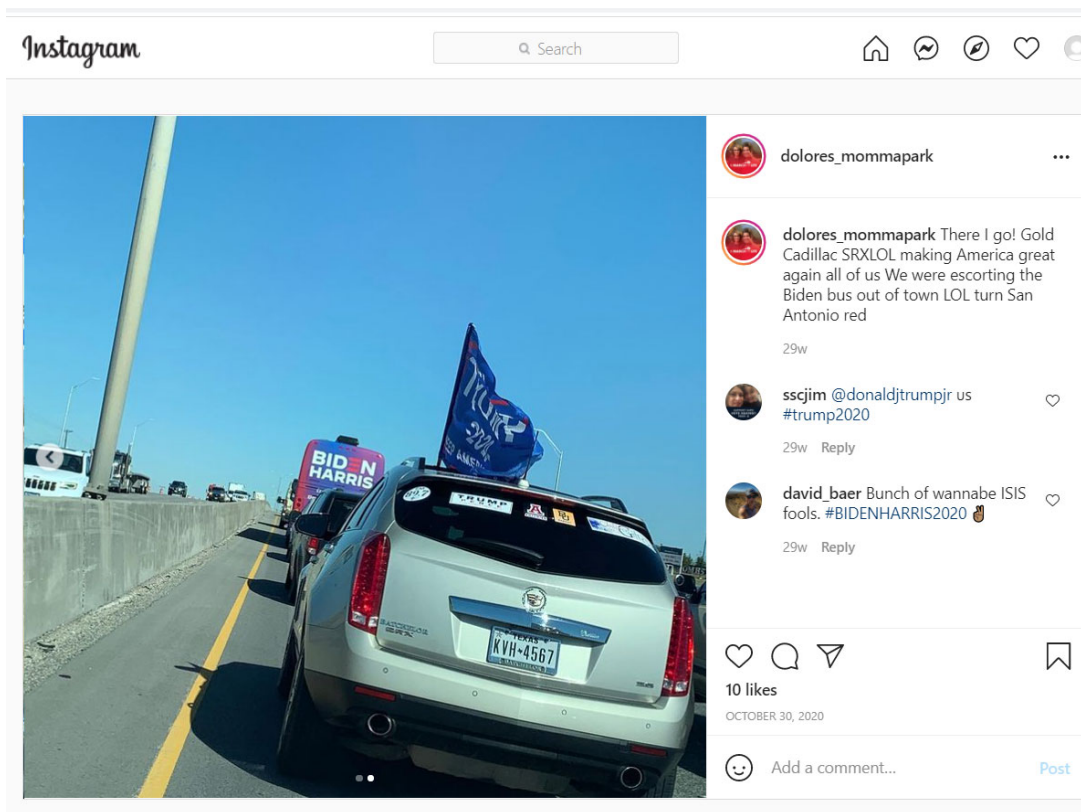 Instagram
Search
dolores_mommapark
dolores_mommapark There I go! Gold
Cadillac SRXLOL making America great
again all of us We were escorting the
Biden bus out of town LOL turn San
Antonio red
29w
sscjim @donaldjtrumpjr us
#trump2020
29w Reply
david_baer Bunch of wannabe ISIS
fools. #BIDENHARRIS2020
29w Reply
10 likes
OCTOBER 30, 2020
Add a comment...
Post
TRUMP
2020
BIDEN
HARRIS
89.7
TRUMP
A
TEXAS
KVH 4567